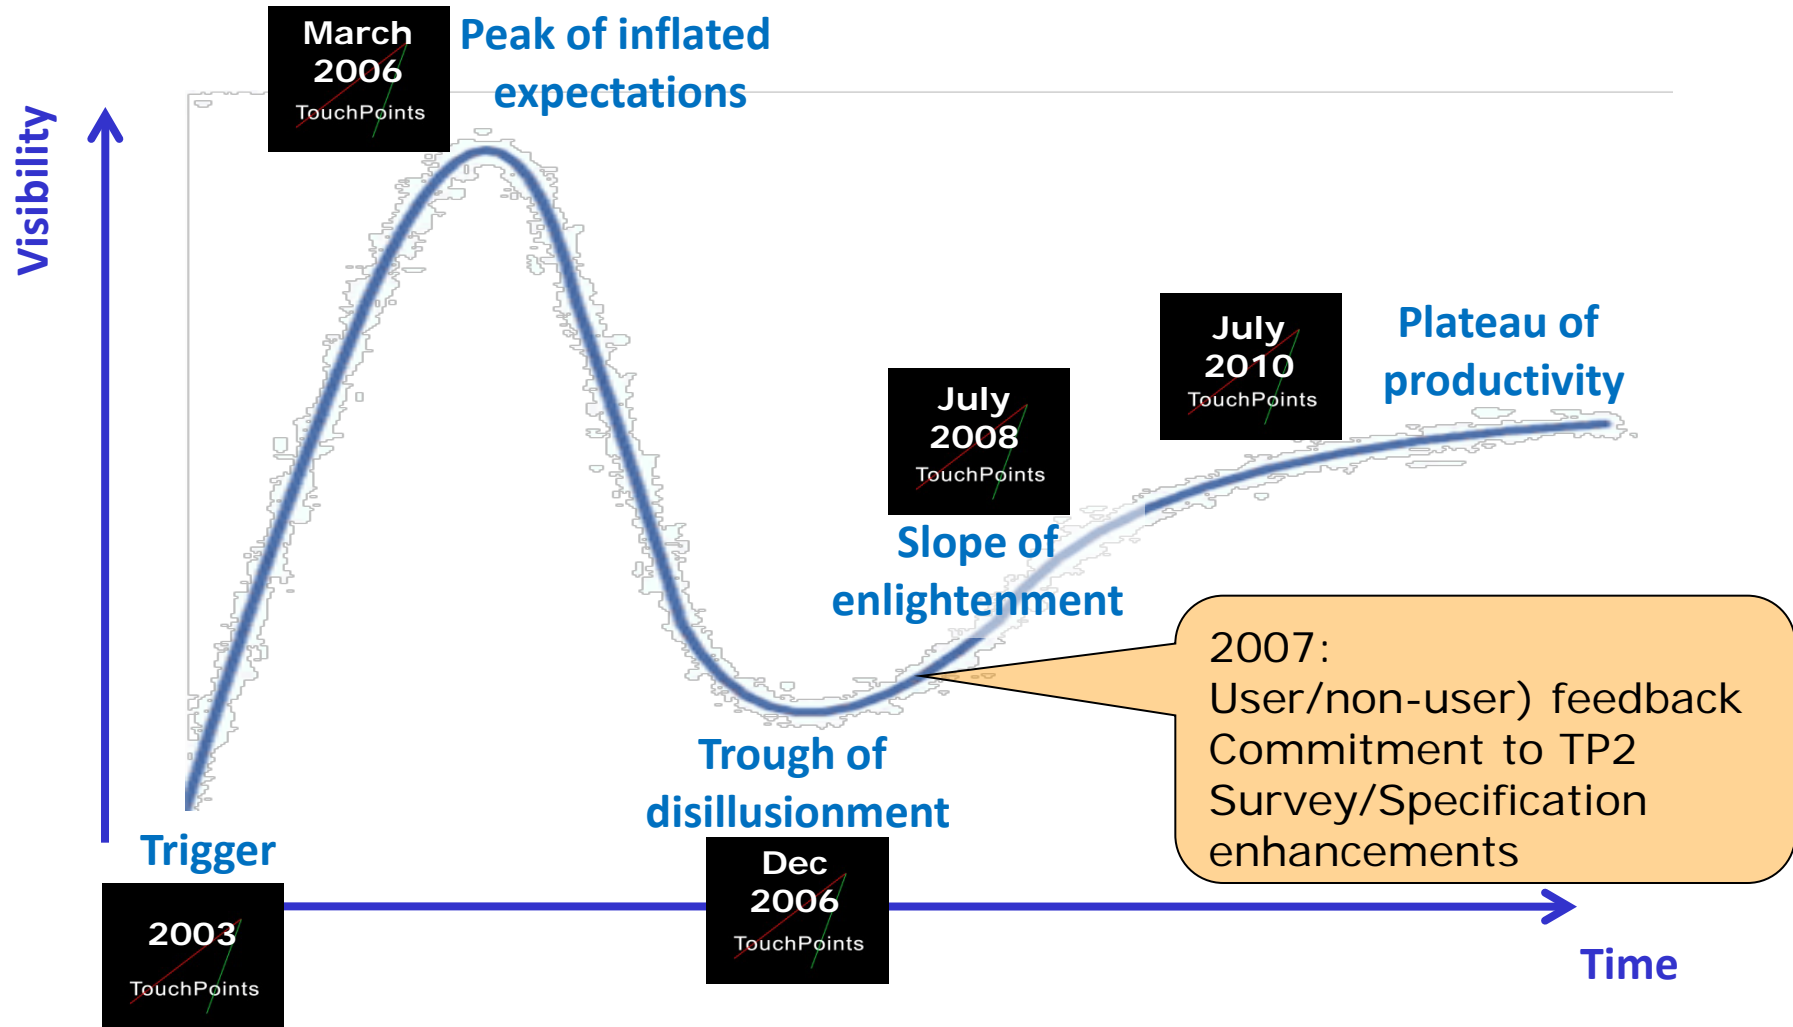 March
2006
TouchPoints
Peak of inflated
expectations
Visibility
July
2010
TouchPoints
Plateau of
productivity
July
2008
TouchPoints
Slope of
enlightenment
2007:
User/non-user) feedback
Commitment to TP2
Survey/Specification
enhancements
Trough of
disillusionment
Dec
2006
TouchPoints
Trigger
2003
TouchPoints
Time